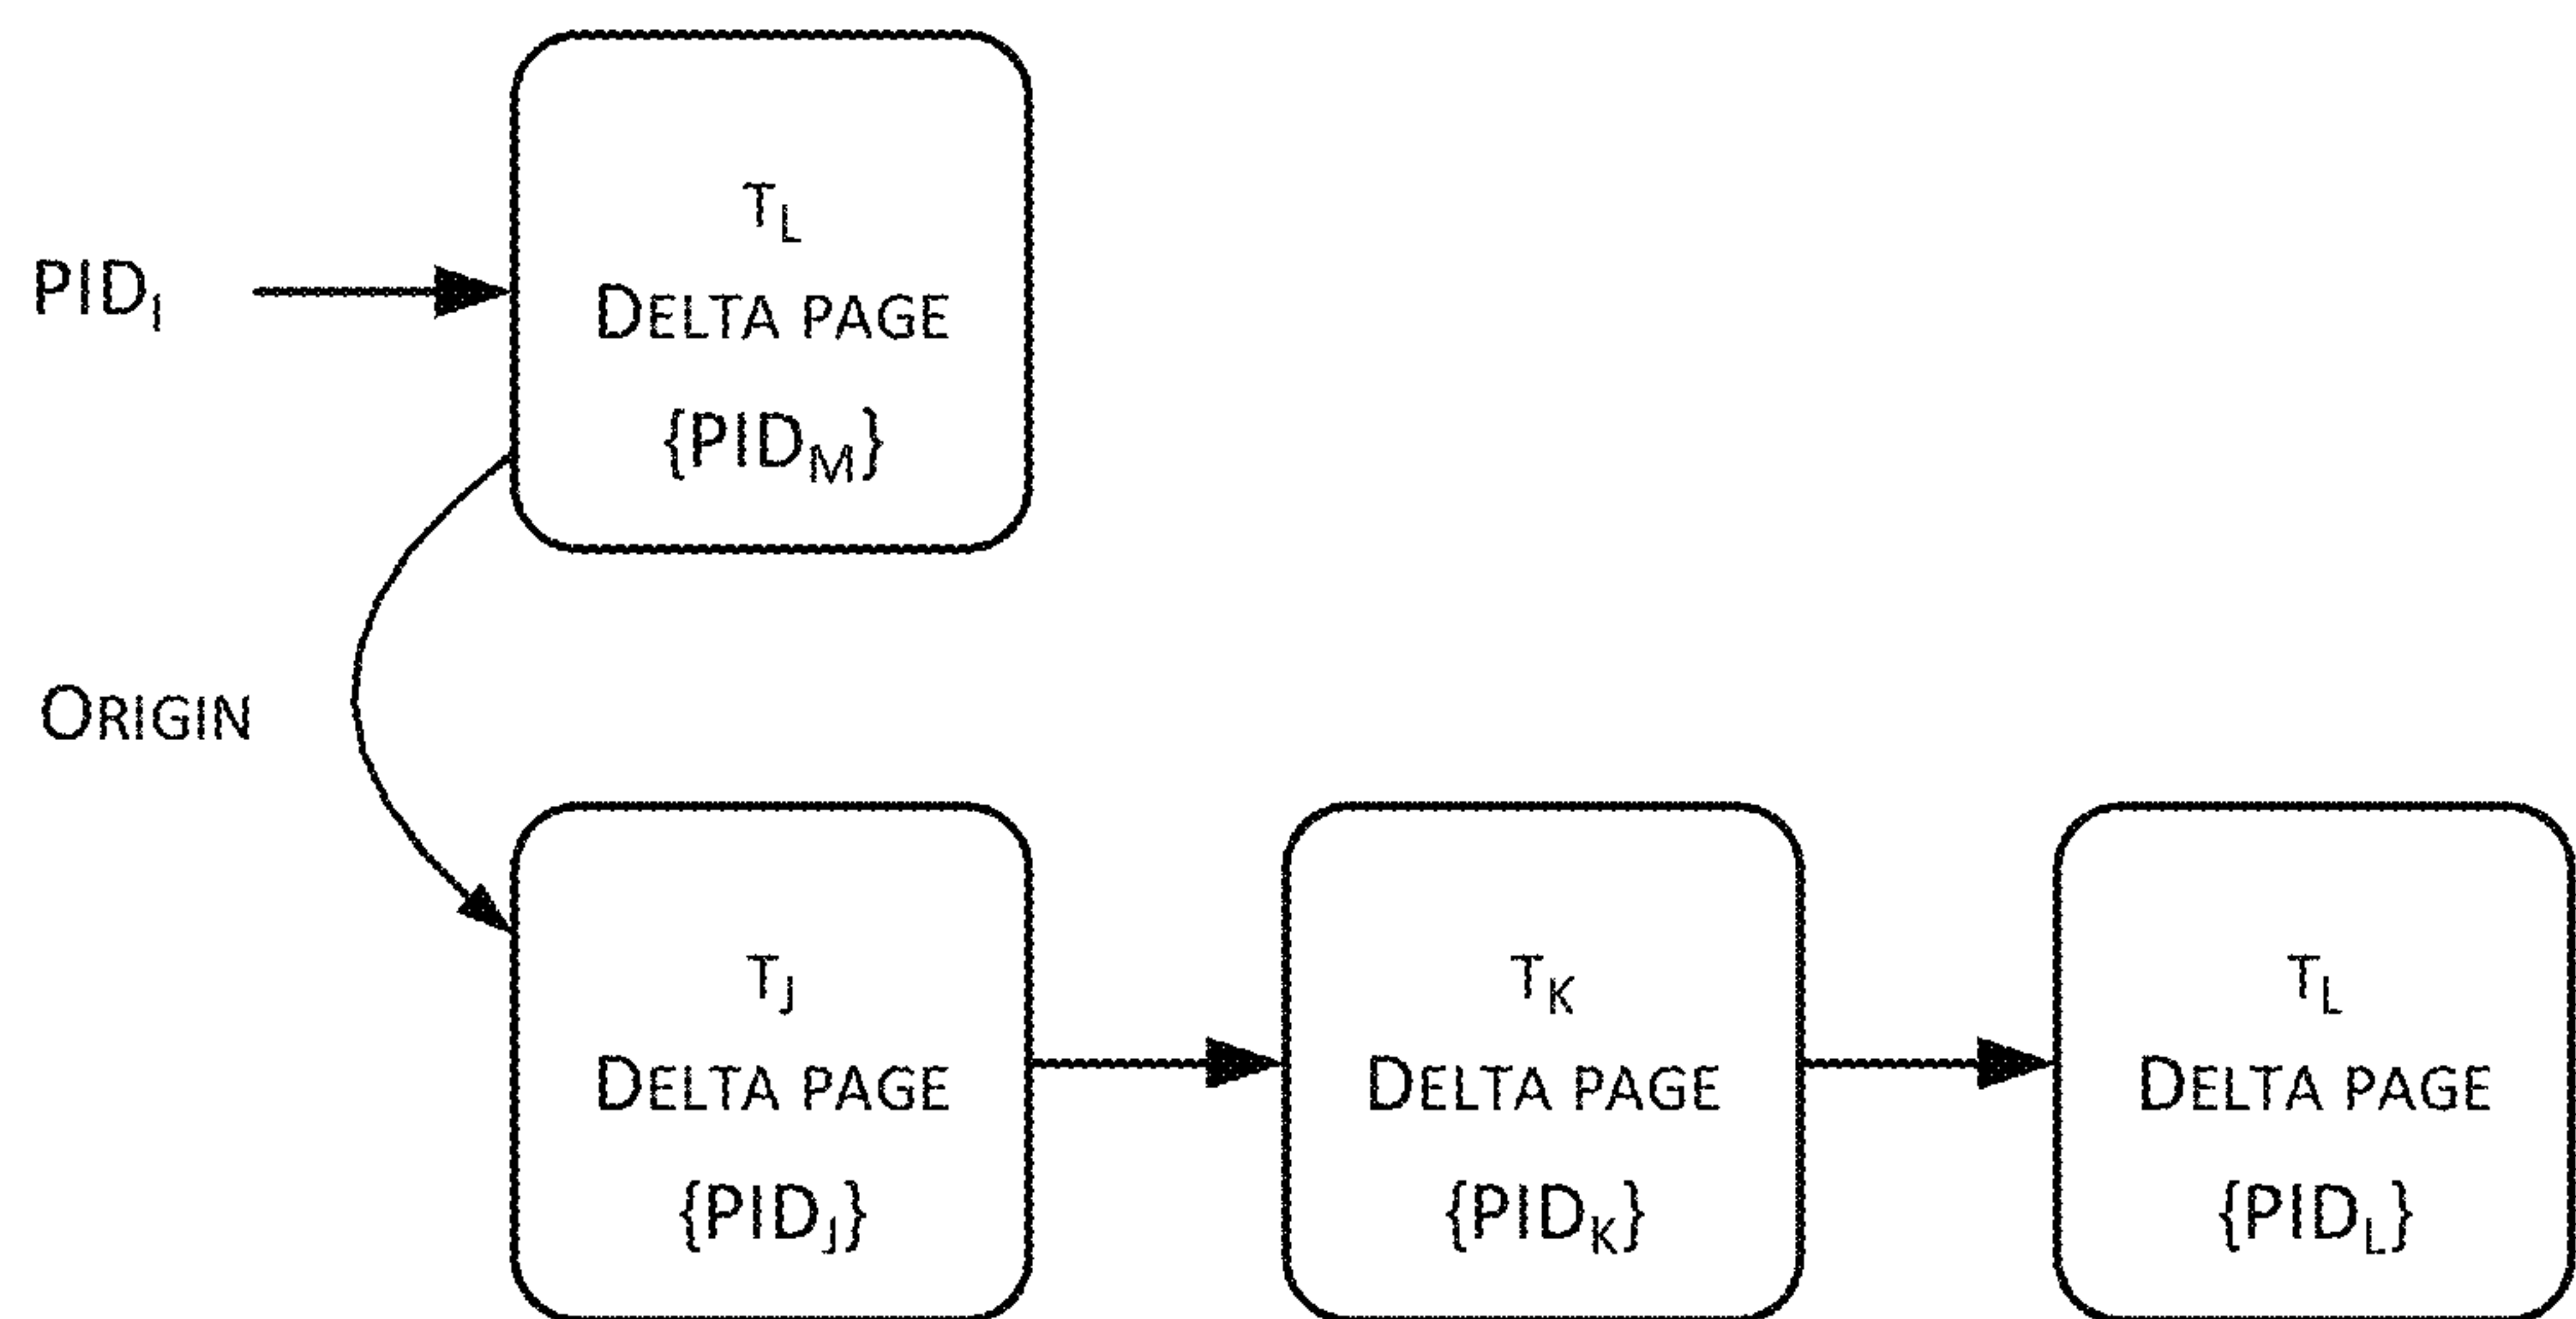 T_L
PID_I
DELTA PAGE
{PID_M}
ORIGIN
T_J
DELTA PAGE
{PID_J}
T_K
DELTA PAGE
{PID_K}
T_L
DELTA PAGE
{PID_L}